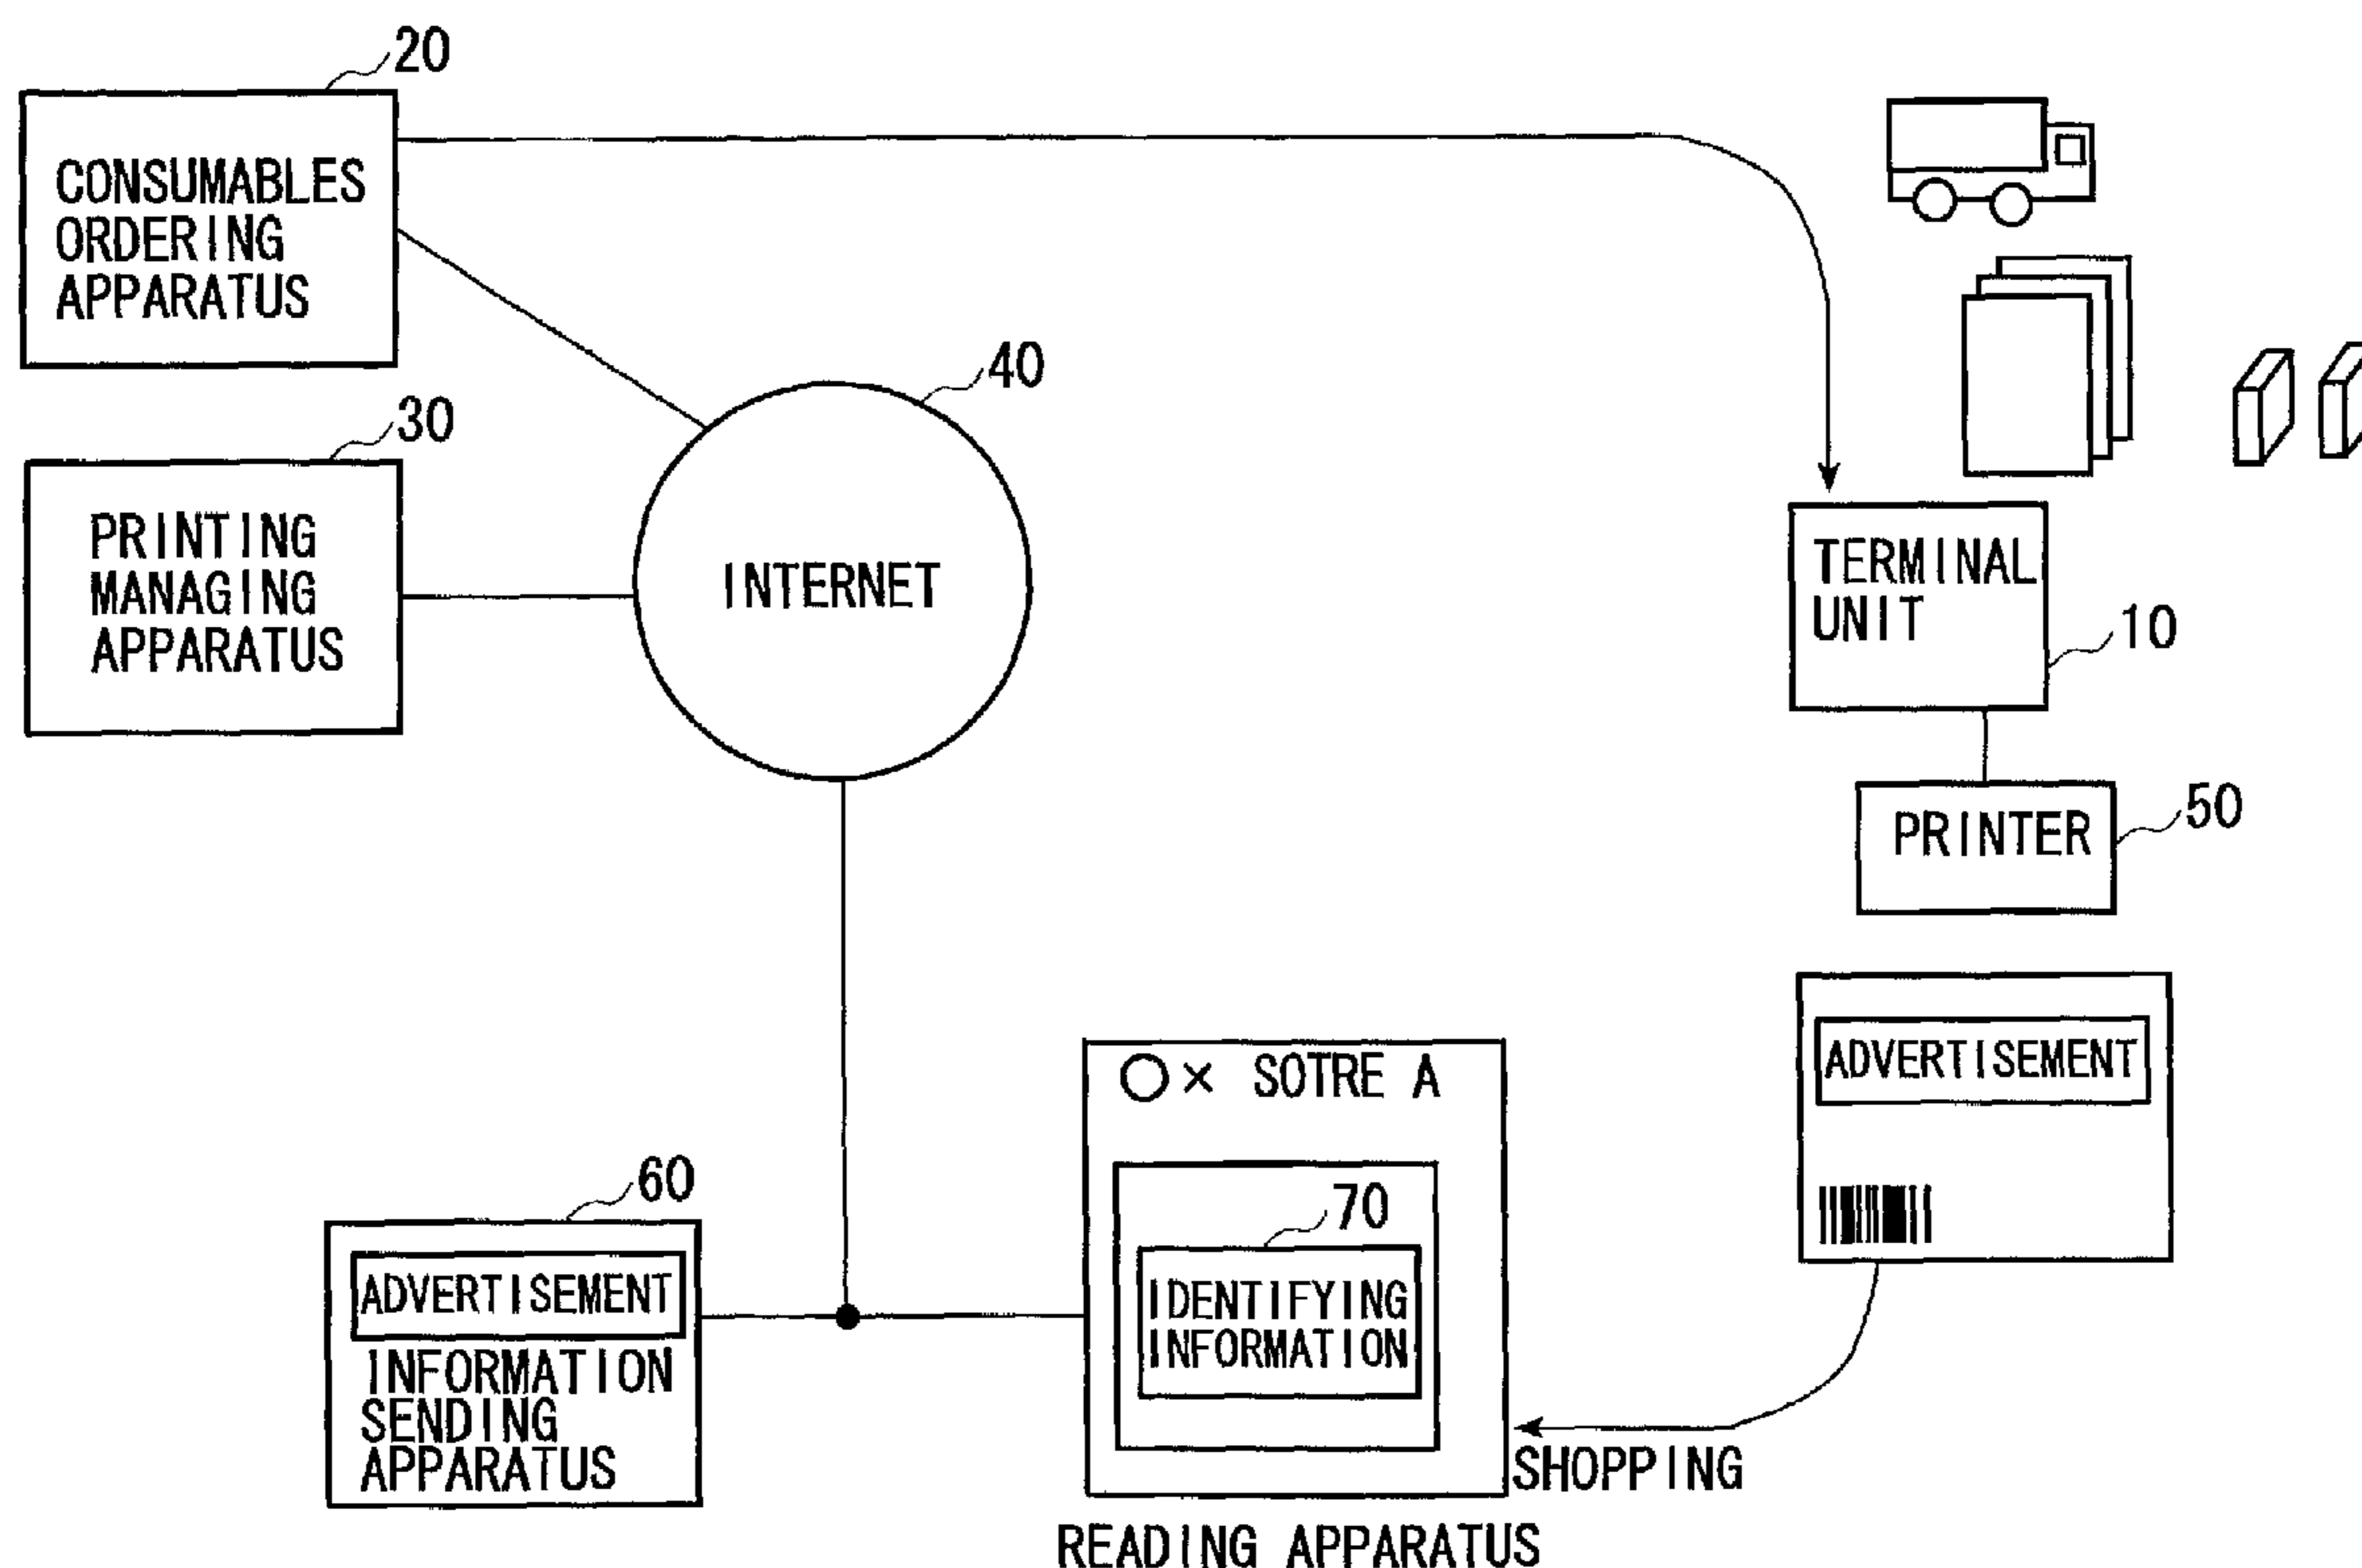 20
CONSUMABLES
ORDERING
APPARATUS
40
30
PRINTING
MANAGING
APPARATUS
INTERNET
TERMINAL
UNIT
10
PRINTER
50
ADVERTISEMENT
○× SOTRE A
70
IDENTIFYING
INFORMATION
60
ADVERTISEMENT
INFORMATION
SENDING
APPARATUS
SHOPPING
READING APPARATUS